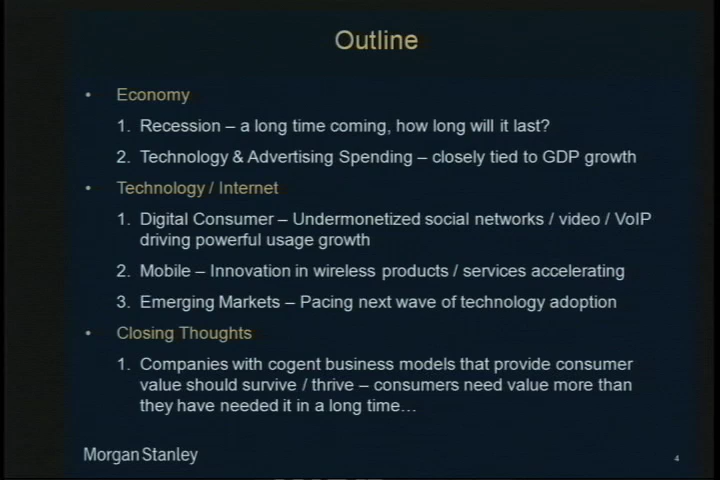 Outline
• Economy
1. Recession – a long time coming, how long will it last?
2. Technology & Advertising Spending – closely tied to GDP growth
• Technology / Internet
1. Digital Consumer – Undermonetized social networks / video / VoIP
driving powerful usage growth
2. Mobile – Innovation in wireless products / services accelerating
3. Emerging Markets – Pacing next wave of technology adoption
• Closing Thoughts
1. Companies with cogent business models that provide consumer
value should survive / thrive – consumers need value more than
they have needed it in a long time…
Morgan Stanley
4